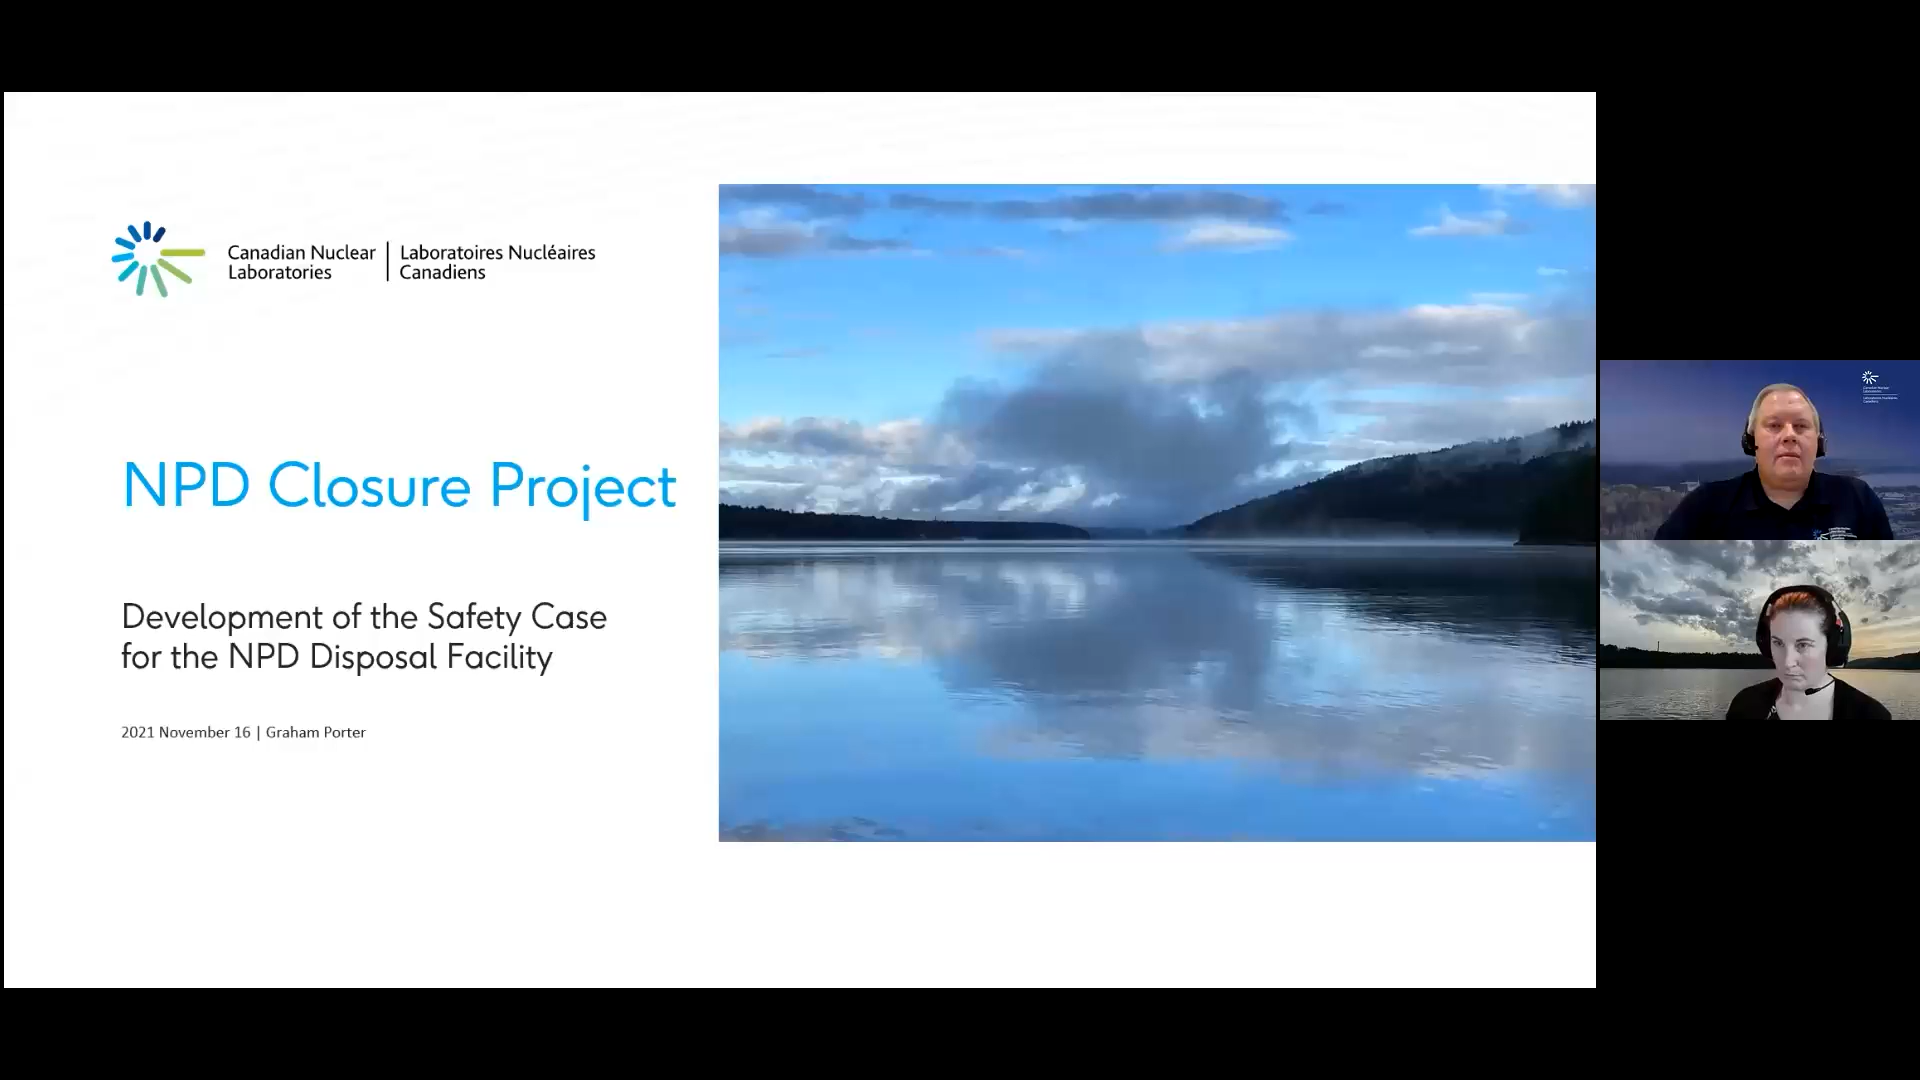 Canadian Nuclear
Laboratories
Laboratoires Nucléaires
Canadiens
NPD Closure Project
Development of the Safety Case
for the NPD Disposal Facility
2021 November 16 | Graham Porter